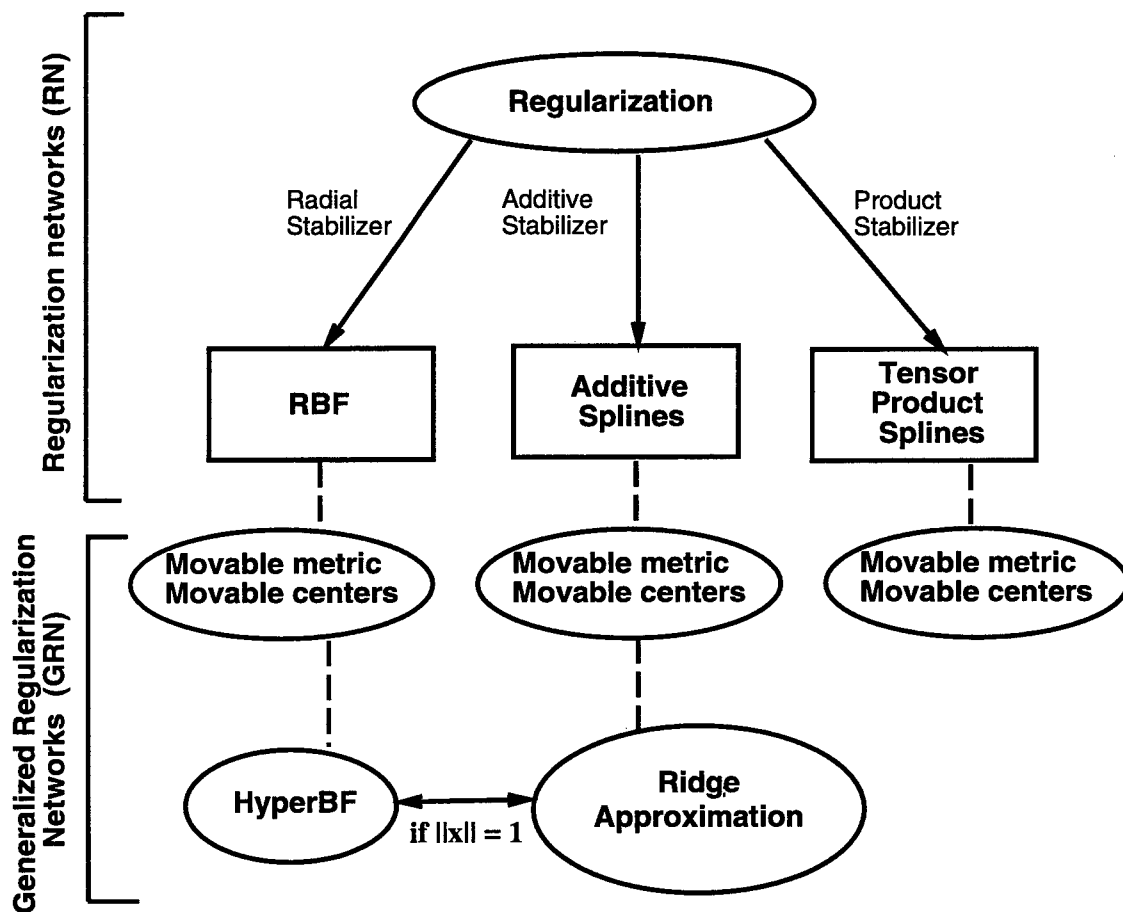 Regularization networks (RN)
Regularization
Radial
Stabilizer
Additive
Stabilizer
Product
Stabilizer
RBF
Additive
Splines
Tensor
Product
Splines
Generalized Regularization
Networks (GRN)
Movable metric
Movable centers
Movable metric
Movable centers
Movable metric
Movable centers
HyperBF
if ||x|| = 1
Ridge
Approximation